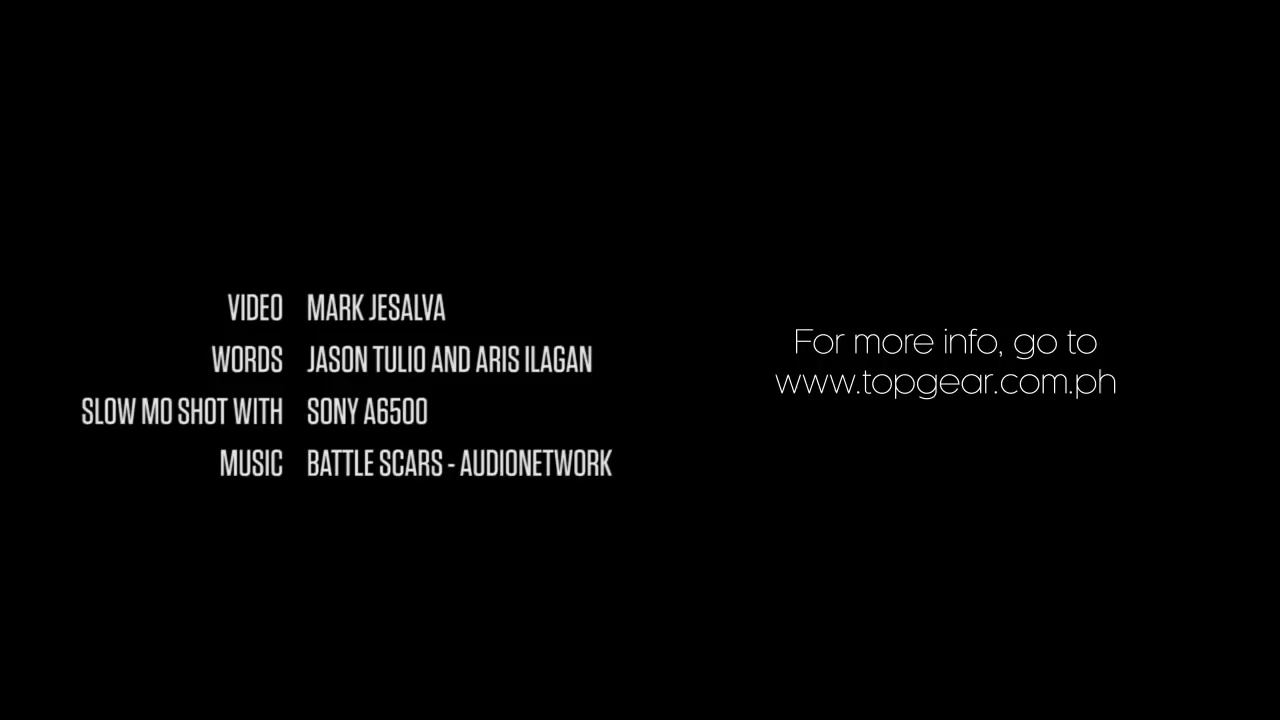 VIDEO MARK JESALVA
WORDS JASON TULIO AND ARIS ILAGAN
SLOW MO SHOT WITH SONY A6500
MUSIC BATTLE SCARS - AUDIONETWORK
For more info, go to
www.topgear.com.ph